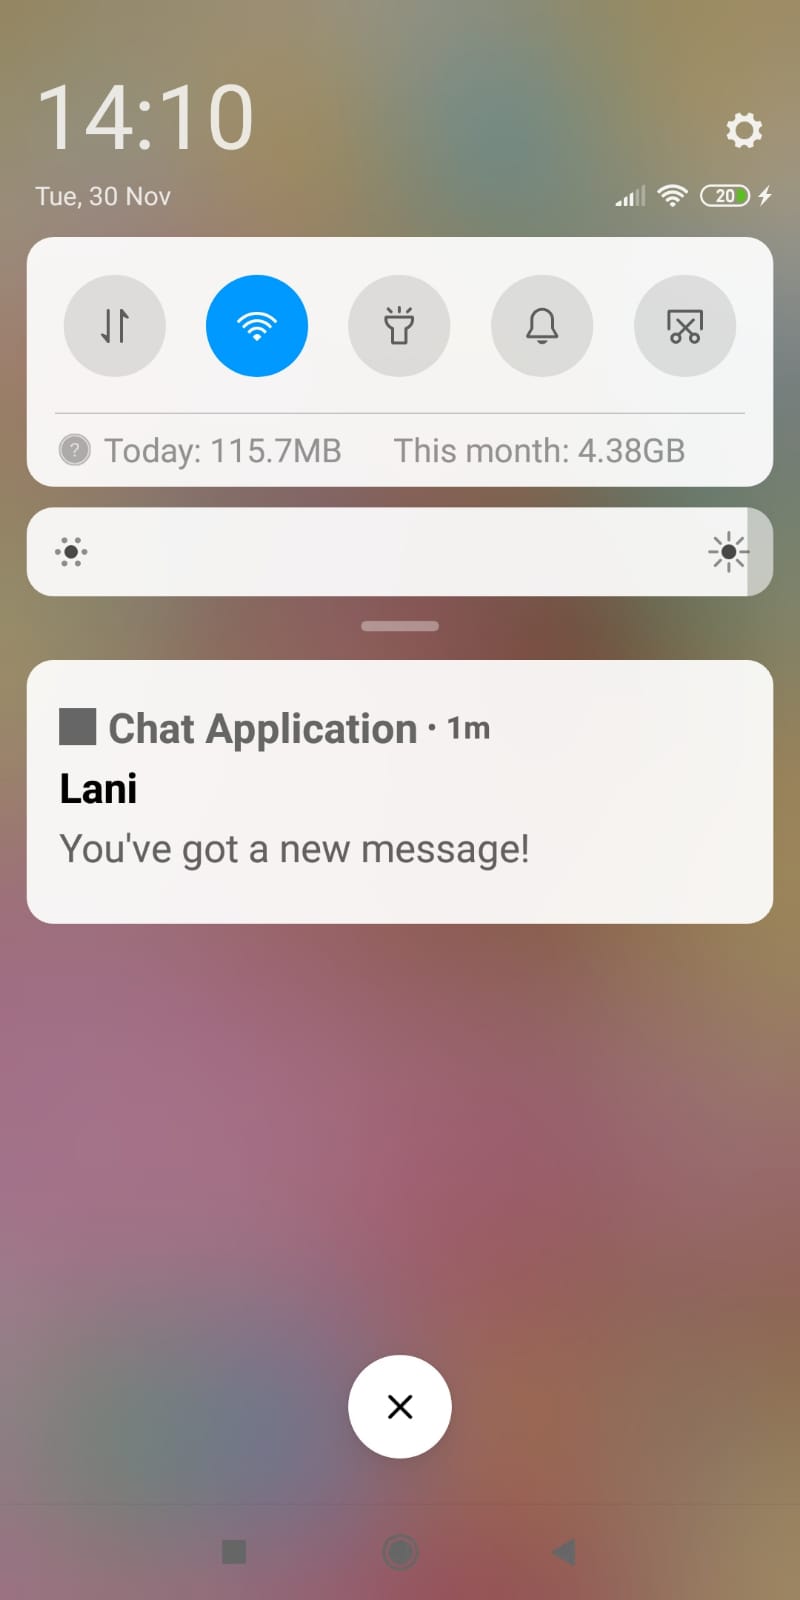 14:10
Tue, 30 Nov
20
Today: 115.7MB This month: 4.38GB
Chat Application · 1m
Lani
You've got a new message!